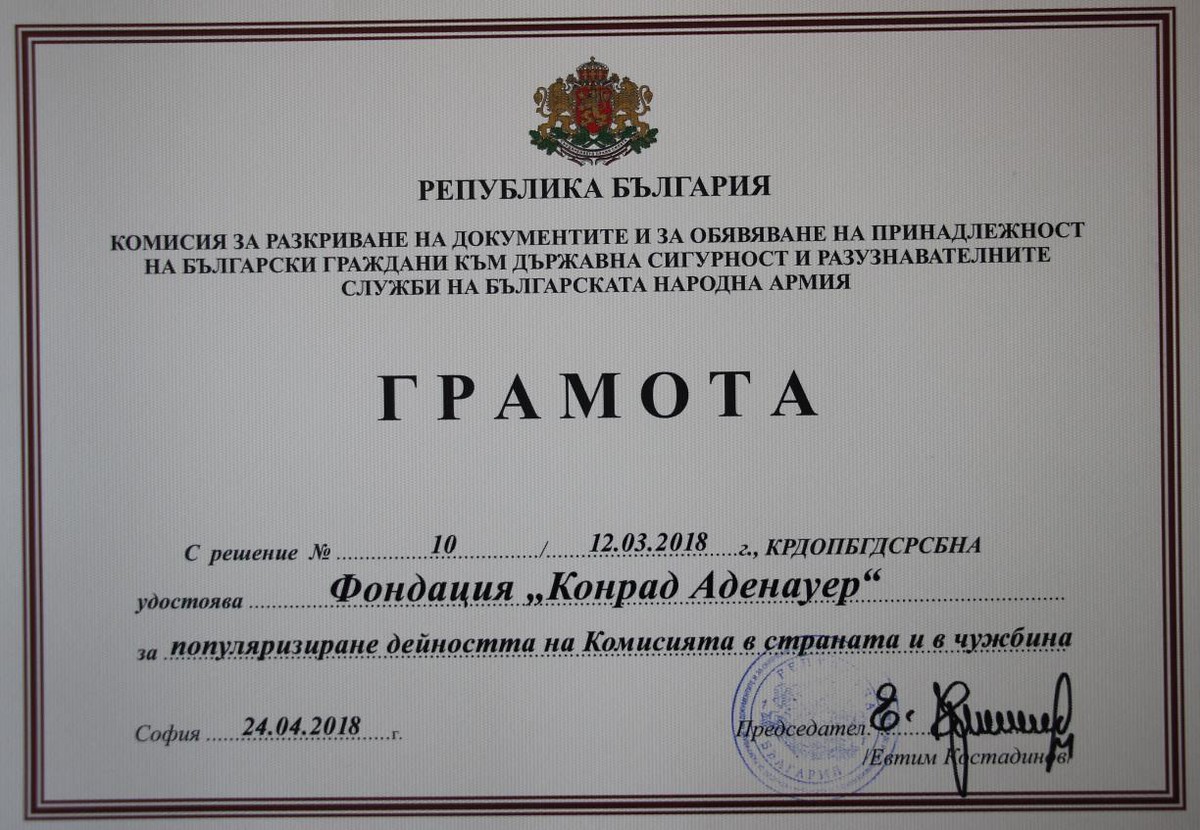 РЕПУБЛИКА БЪЛГАРИЯ
КОМИСИЯ ЗА РАЗКРИВАНЕ НА ДОКУМЕНТИТЕ И ЗА ОБЯВЯВАНЕ НА ПРИНАДЛЕЖНОСТ
НА БЪЛГАРСКИ ГРАЖДАНИ КЪМ ДЪРЖАВНА СИГУРНОСТ И РАЗУЗНАВАТЕЛНИТЕ
СЛУЖБИ НА БЪЛГАРСКАТА НАРОДНА АРМИЯ
ГРАМОТА
С решение № 10 / 12.03.2018 г., КРДОПБГДСРСБНА
удостоява Фондация „Конрад Аденауер“
за популяризиране дейността на Комисията в страната и в чужбина
София 24.04.2018 г.
Председател:
/Евтим Костадинов/
БЪЛГАРИЯ